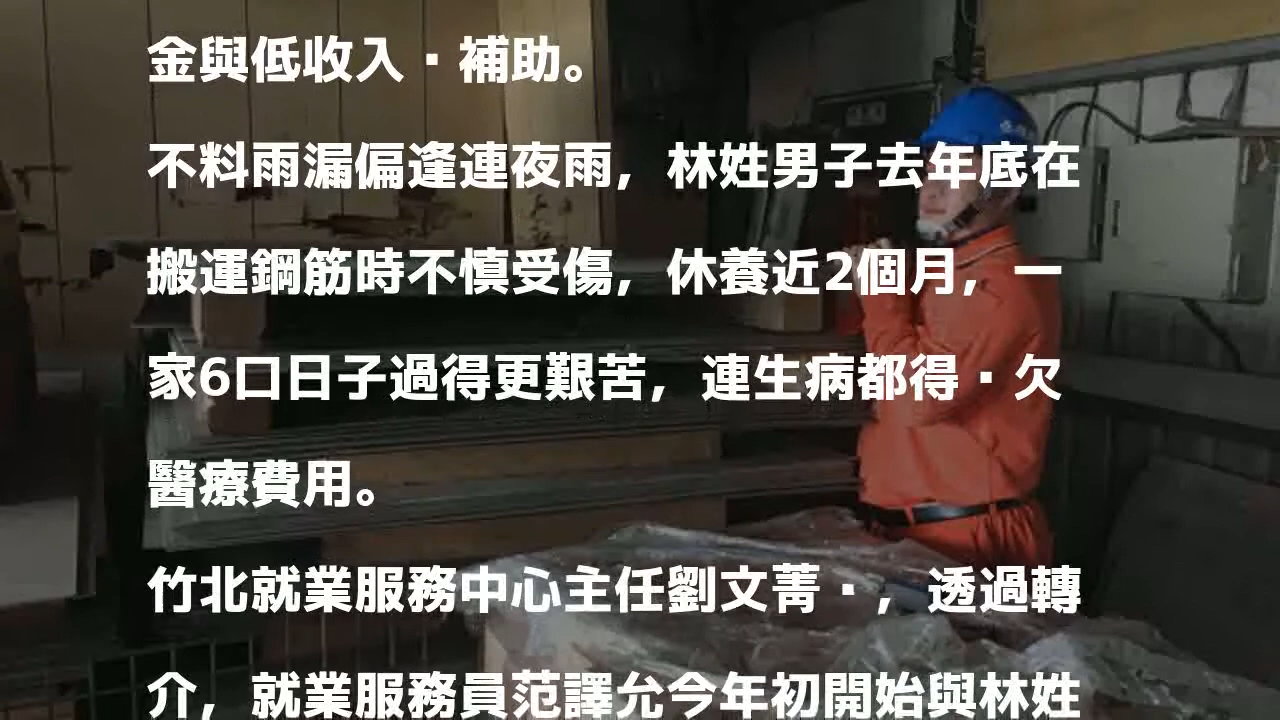 金與低收入·補助。
不料雨漏偏逢連夜雨，林姓男子去年底在
搬運鋼筋時不慎受傷，休養近2個月，一
家6口日子過得更艱苦，連生病都得·欠
醫療費用。
竹北就業服務中心主任劉文菁·，透過轉
介，就業服務員范譯允今年初開始與林姓